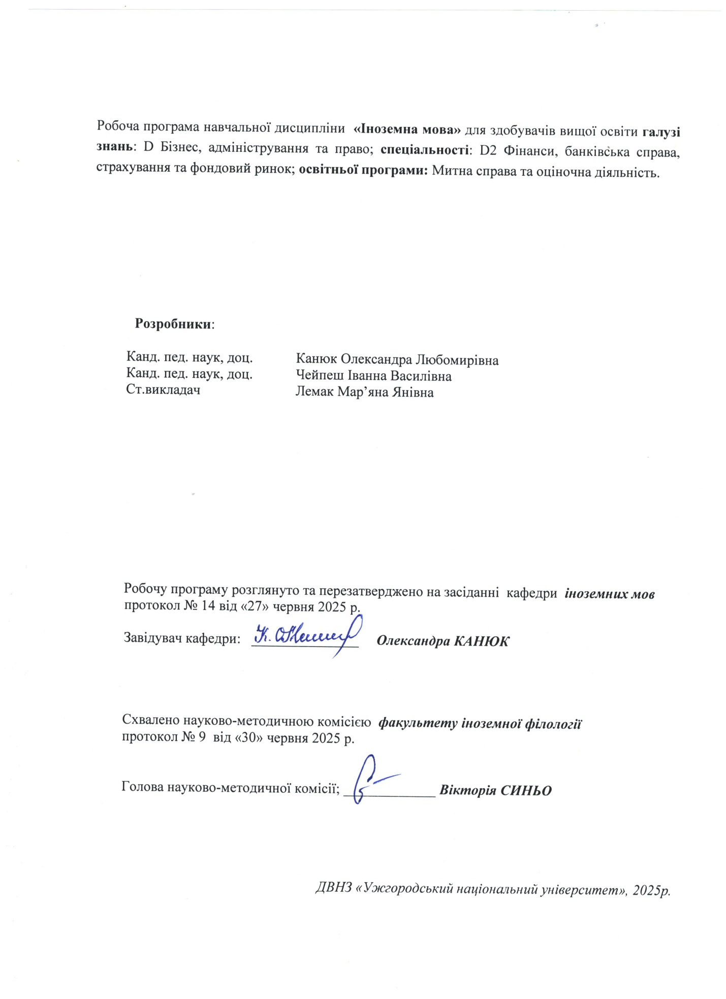 Робоча програма навчальної дисципліни «Іноземна мова» для здобувачів вищої освіти галузі
знань: D Бізнес, адміністрування та право; спеціальності: D2 Фінанси, банківська справа,
страхування та фондовий ринок; освітньої програми: Митна справа та оціночна діяльність.
Розробники:
Канд. пед. наук, доц. Канюк Олександра Любомирівна
Канд. пед. наук, доц. Чейпеш Іванна Василівна
Ст.викладач Лемак Мар’яна Янівна
Робочу програму розглянуто та перезатверджено на засіданні кафедри іноземних мов
протокол № 14 від «27» червня 2025 р.
Завідувач кафедри: Олександра КАНЮК
Схвалено науково-методичною комісією факультету іноземної філології
протокол № 9 від «30» червня 2025 р.
Голова науково-методичної комісії; Вікторія СИНЬО
ДВНЗ «Ужгородський національний університет», 2025р.